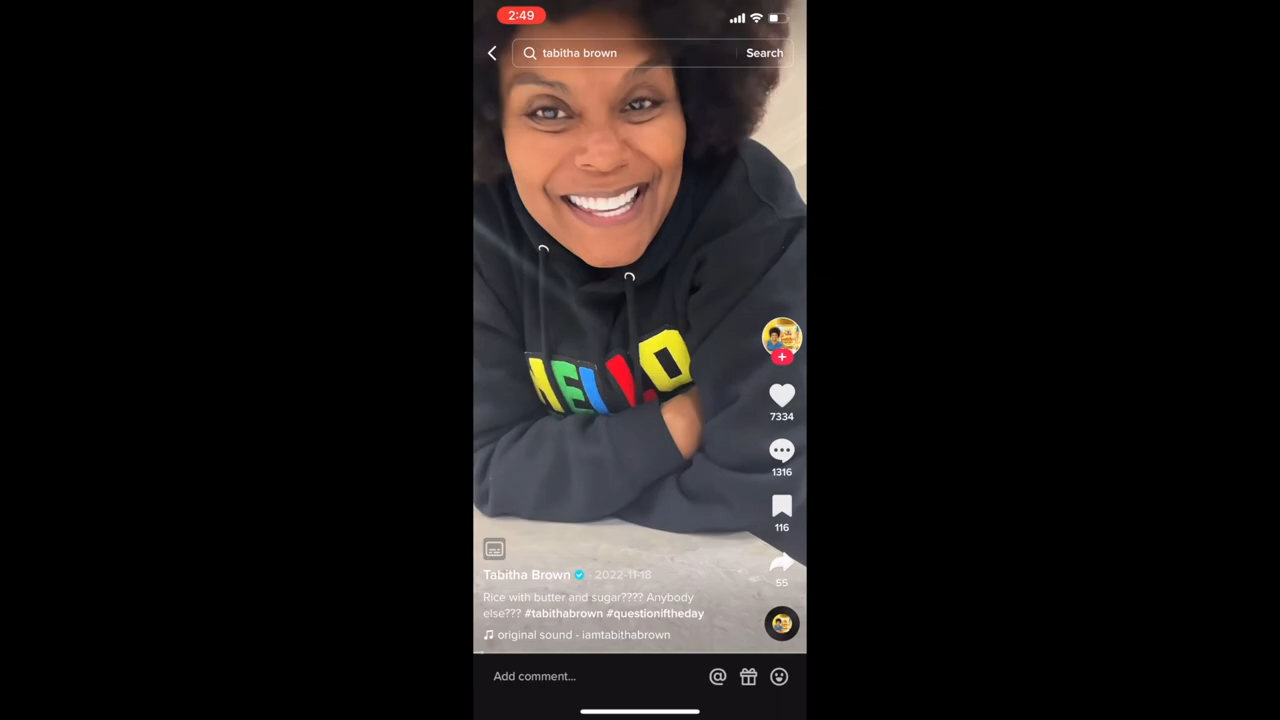 2:49
tabitha brown
Search
HELLO
7334
1316
116
55
Tabitha Brown · 2022-11-18
Rice with butter and sugar???? Anybody
else??? #tabithabrown #questioniftheday
original sound - iamtabithabrown
Add comment...